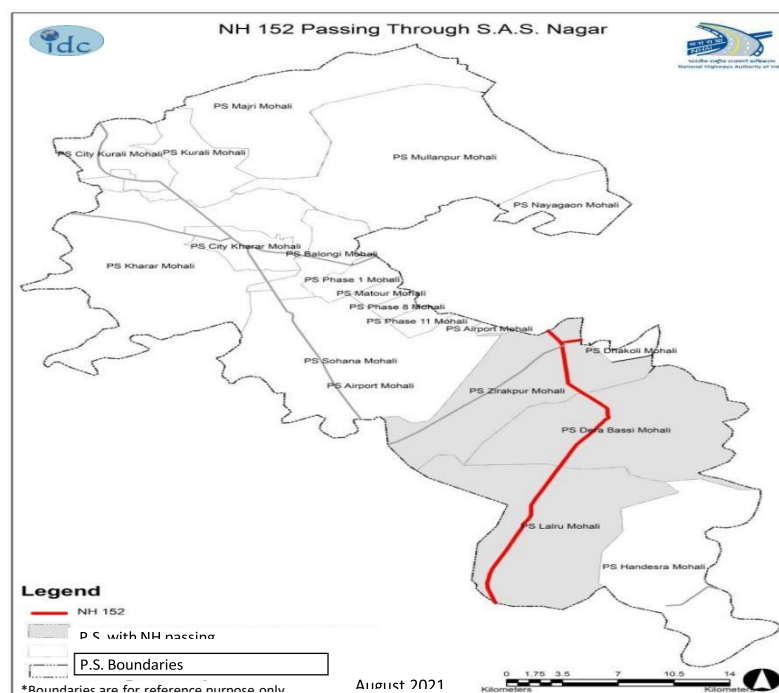 idc
NH 152 Passing Through S.A.S. Nagar
NHAI
National Highways Authority of Ind
PS Majri Mohali
PS City Kurali Mohali
PS Kurali Mohali
PS Mullanpur Mohali
PS Nayagaon Mohali
PS City Kharar Mohali
PS Balongi Mohali
PS Kharar Mohali
PS Phase 1 Mohali
PS Matour Mohali
PS Phase 8 Mohali
PS Phase 11 Mohali
PS Airport Mohali
PS Dhakoli Mohali
PS Sohana Mohali
PS Airport Mohali
PS Zirakpur Mohali
PS Dera Bassi Mohali
PS Lalru Mohali
PS Handesra Mohali
Legend
NH 152
P.S. with NH passing
P.S. Boundaries
*Boundaries are for reference purpose only
August 2021
0 1.75 3.5 7 14
Kilometers Kilometers